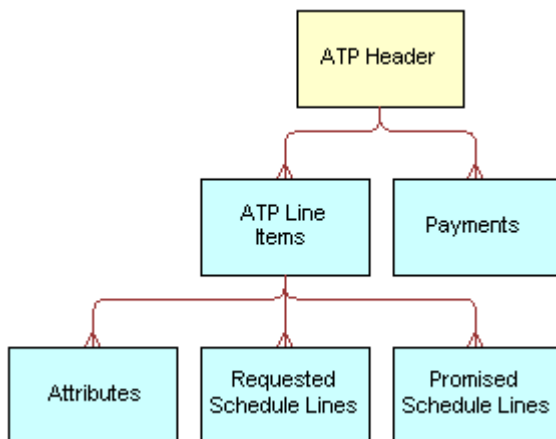 ATP Header
ATP Line
Items
Payments
Attributes
Requested
Schedule Lines
Promised
Schedule Lines